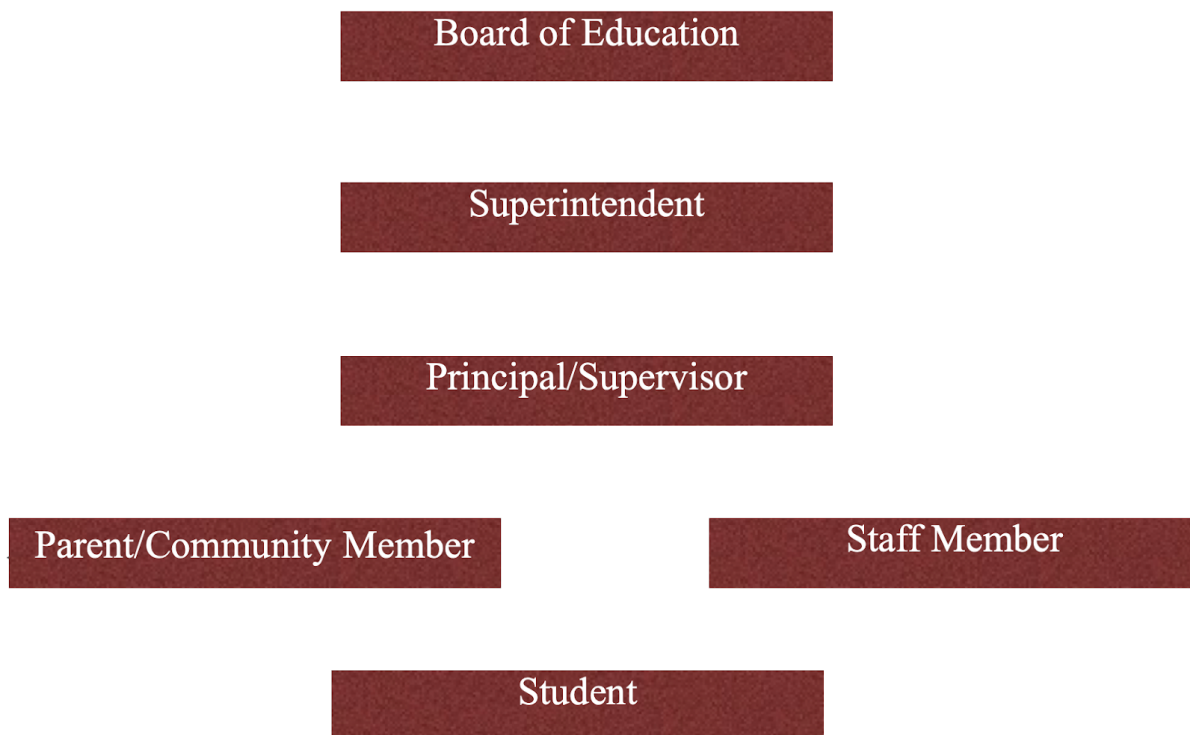 Board of Education
Superintendent
Principal/Supervisor
Parent/Community Member
Staff Member
Student